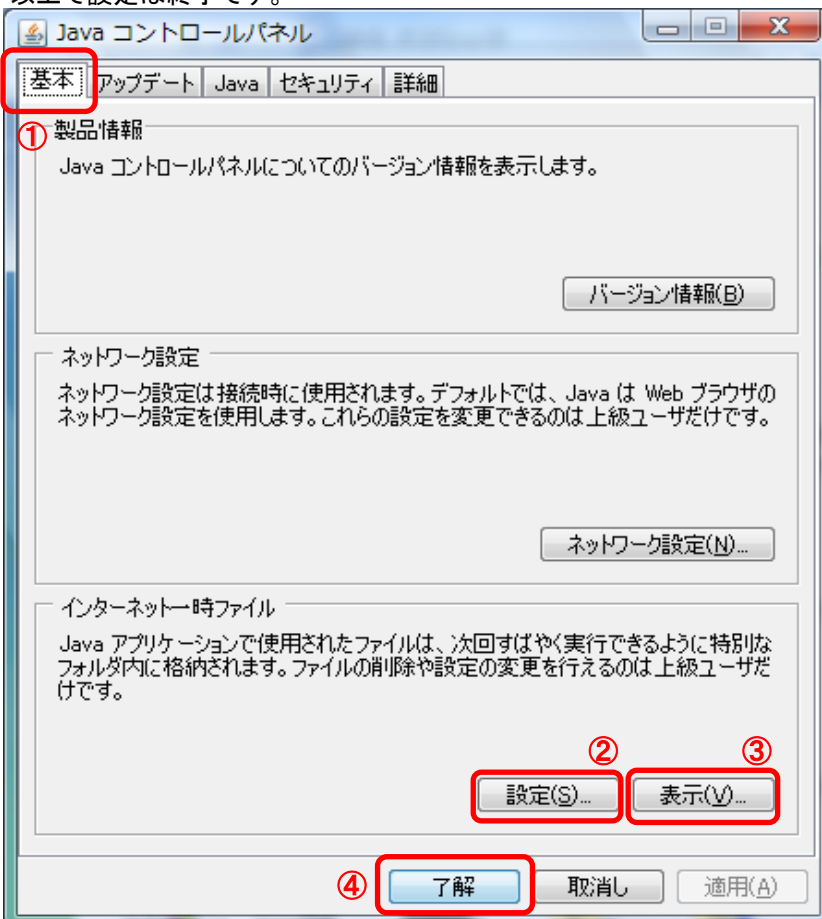 以上で設定は終了です。
Java コントロールパネル
基本 アップデート Java セキュリティ 詳細
①
製品情報
Java コントロールパネルについてのバージョン情報を表示します。
バージョン情報(B)
ネットワーク設定
ネットワーク設定は接続時に使用されます。デフォルトでは、Java は Web ブラウザの
ネットワーク設定を使用します。これらの設定を変更できるのは上級ユーザだけです。
ネットワーク設定(N)...
インターネット一時ファイル
Java アプリケーションで使用されたファイルは、次回すばやく実行できるように特別な
フォルダ内に格納されます。ファイルの削除や設定の変更を行えるのは上級ユーザだ
けです。
② ③
設定(S)... 表示(V)...
④ 了解 取消し 適用(A)